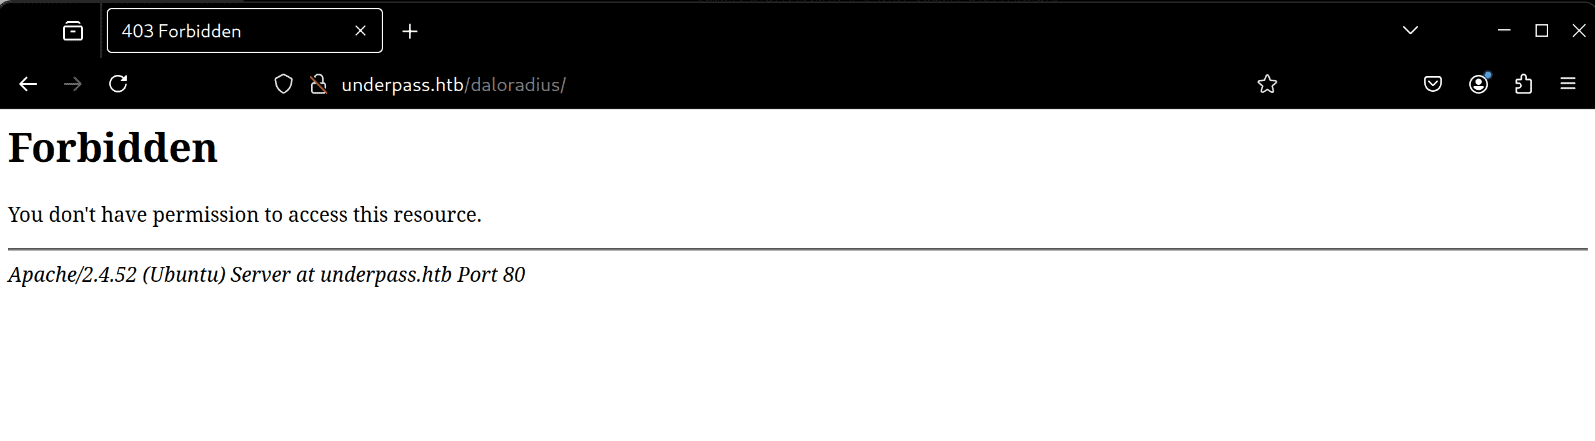 403 Forbidden
underpass.htb/daloradius/
Forbidden
You don't have permission to access this resource.
Apache/2.4.52 (Ubuntu) Server at underpass.htb Port 80